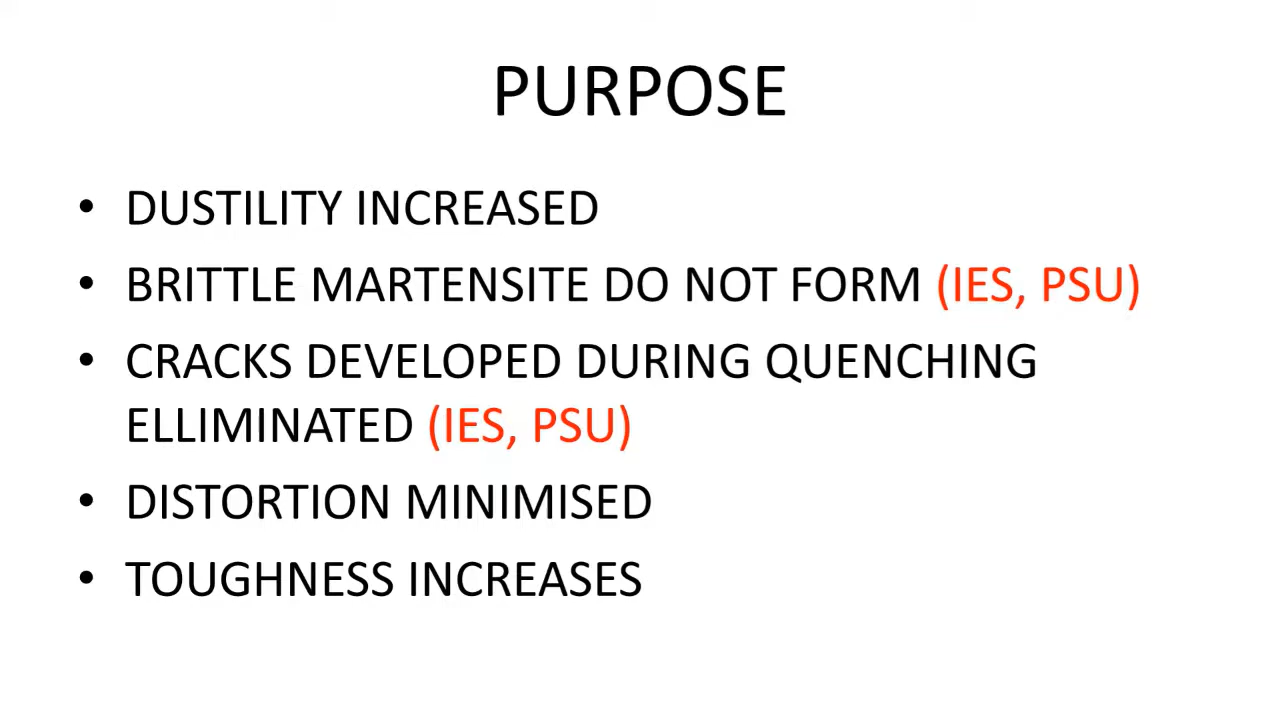 PURPOSE
• DUSTILITY INCREASED
• BRITTLE MARTENSITE DO NOT FORM (IES, PSU)
• CRACKS DEVELOPED DURING QUENCHING
ELLIMINATED (IES, PSU)
• DISTORTION MINIMISED
• TOUGHNESS INCREASES